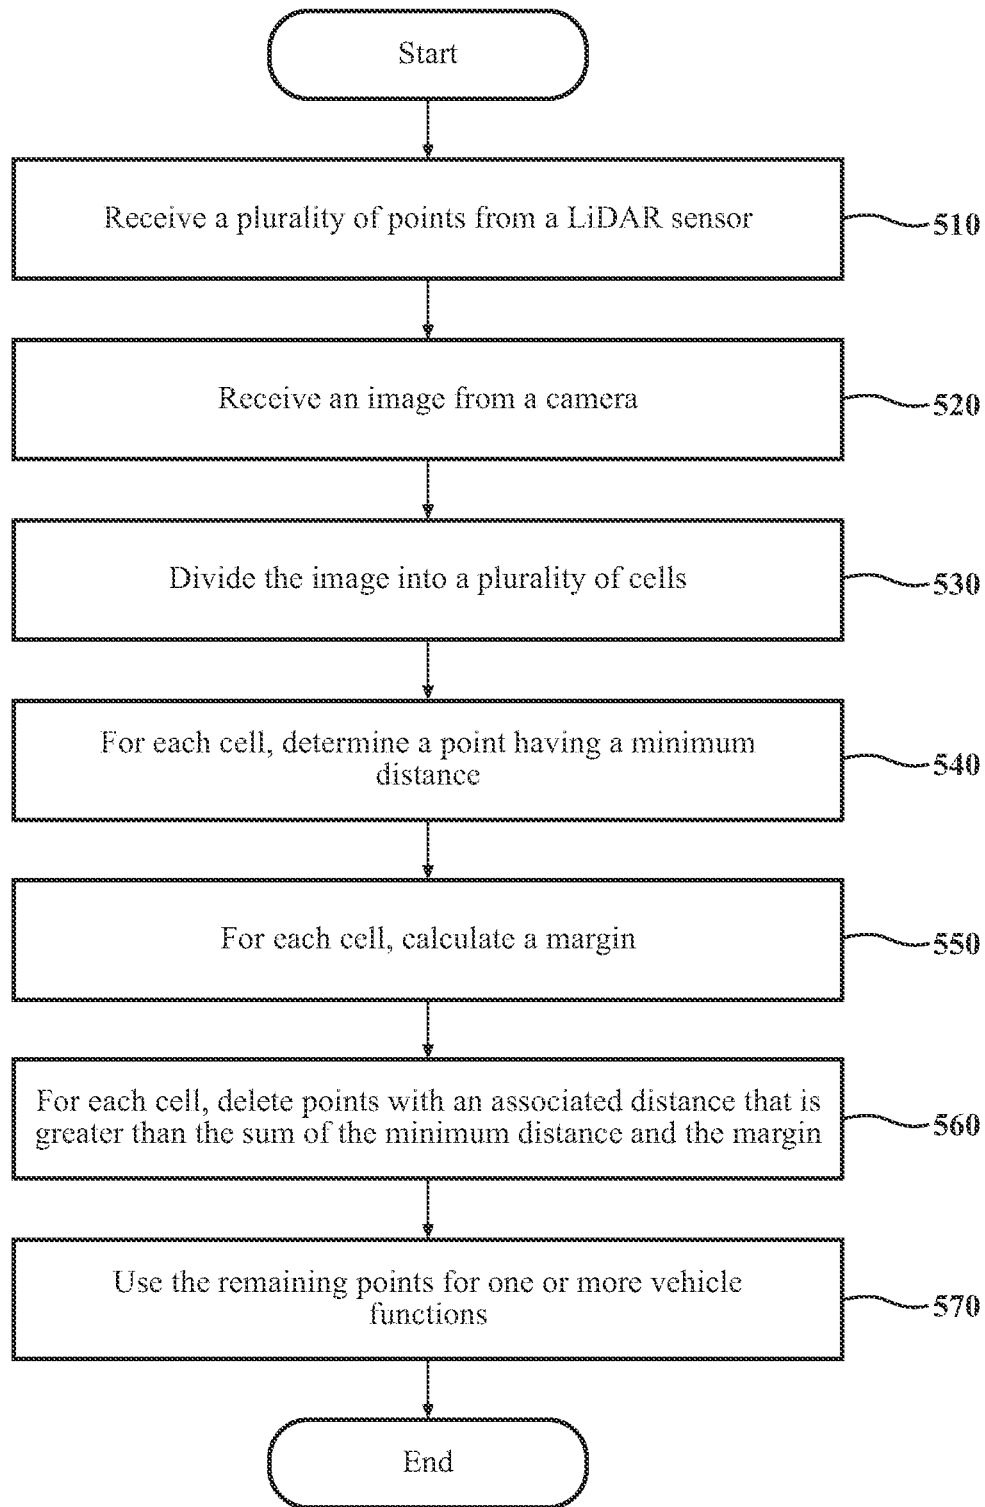 Start
Receive a plurality of points from a LiDAR sensor
510
Receive an image from a camera
520
Divide the image into a plurality of cells
530
For each cell, determine a point having a minimum
distance
540
For each cell, calculate a margin
550
For each cell, delete points with an associated distance that is
greater than the sum of the minimum distance and the margin
560
Use the remaining points for one or more vehicle
functions
570
End